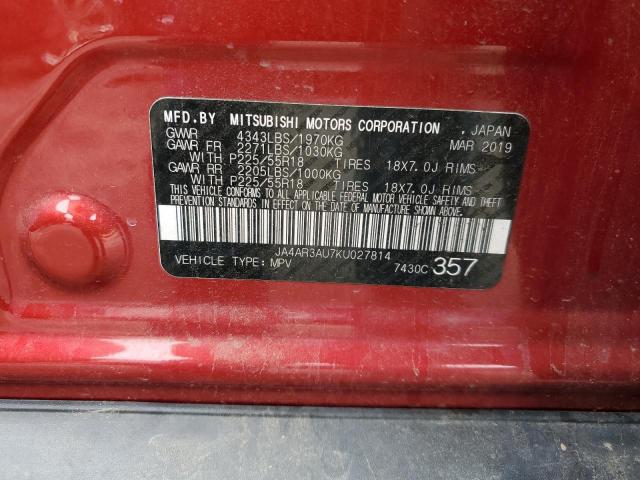 MFD.BY MITSUBISHI MOTORS CORPORATION , JAPAN
GVWR 4343LBS/1970KG MAR 2019
GAWR FR 2271LBS/1030KG
WITH P225/55R18 TIRES 18X7.0J RIMS
GAWR RR 2205LBS/1000KG
WITH P225/55R18 TIRES 18X7.0J RIMS
THIS VEHICLE CONFORMS TO ALL APPLICABLE FEDERAL MOTOR VEHICLE SAFETY AND THEFT
PREVENTION STANDARDS IN EFFECT ON THE DATE OF MANUFACTURE SHOWN ABOVE.
JA4AR3AU7KU027814
VEHICLE TYPE: MPV 7430C 357